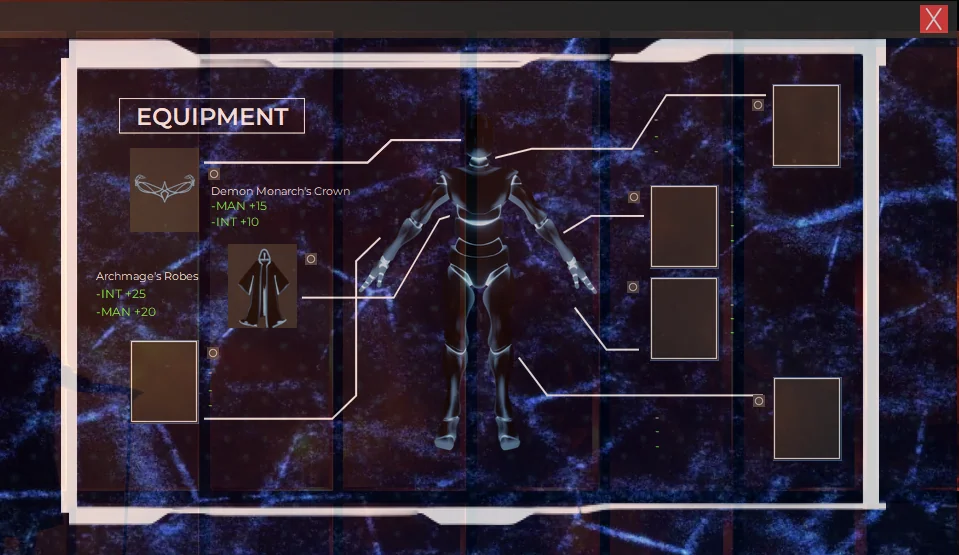 X
EQUIPMENT
Demon Monarch's Crown
-MAN +15
-INT +10
Archmage's Robes
-INT +25
-MAN +20